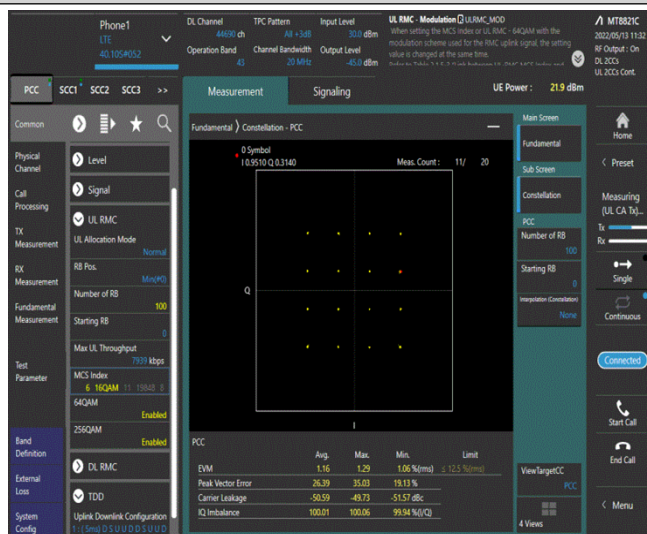 Phone1
LTE
40.105#052
DL Channel
44690 ch
TPC Pattern
All +3dB
Input Level
30.0 dBm
Operation Band
43
Channel Bandwidth
20 MHz
Output Level
-45.0 dBm
UL RMC - Modulation ULRMC_MOD
When setting the MCS Index or UL RMC - 64QAM with the
modulation scheme used for the RMC uplink signal, the setting
value is changed at the same time.
MT8821C
2022/05/13 11:32
RF Output : On
DL 2CCs
UL 2CCs Cont.
PCC
SCC1
SCC2
SCC3
>>
Measurement
Signaling
UE Power : 21.9 dBm
Common
Physical Channel
Call Processing
TX Measurement
RX Measurement
Fundamental Measurement
Test Parameter
Band Definition
External Loss
System Config
Level
Signal
UL RMC
UL Allocation Mode
Normal
RB Pos.
Min(#0)
Number of RB
100
Starting RB
0
Max UL Throughput
7939 kbps
MCS Index
6 16QAM 11 19848 8
64QAM
Enabled
256QAM
Enabled
DL RMC
TDD
Uplink Downlink Configuration
1 : ( 5ms) D S U U D D S U U D
Fundamental Constellation - PCC
0 Symbol
I 0.9510 Q 0.3140
Meas. Count : 11/ 20
Q
I
PCC
Avg. Max. Min. Limit
EVM 1.16 1.29 1.06 %(rms) ≤ 12.5 %(rms)
Peak Vector Error 26.39 35.03 19.13 %
Carrier Leakage -50.59 -49.73 -51.57 dBc
IQ Imbalance 100.01 100.06 99.94 %(I/Q)
Main Screen
Fundamental
Sub Screen
Constellation
PCC
Number of RB
100
Starting RB
0
Interpolation (Constellation)
None
ViewTargetCC
PCC
4 Views
Home
Preset
Measuring
(UL CA Tx)...
Tx
Rx
Single
Continuous
Connected
Start Call
End Call
Menu